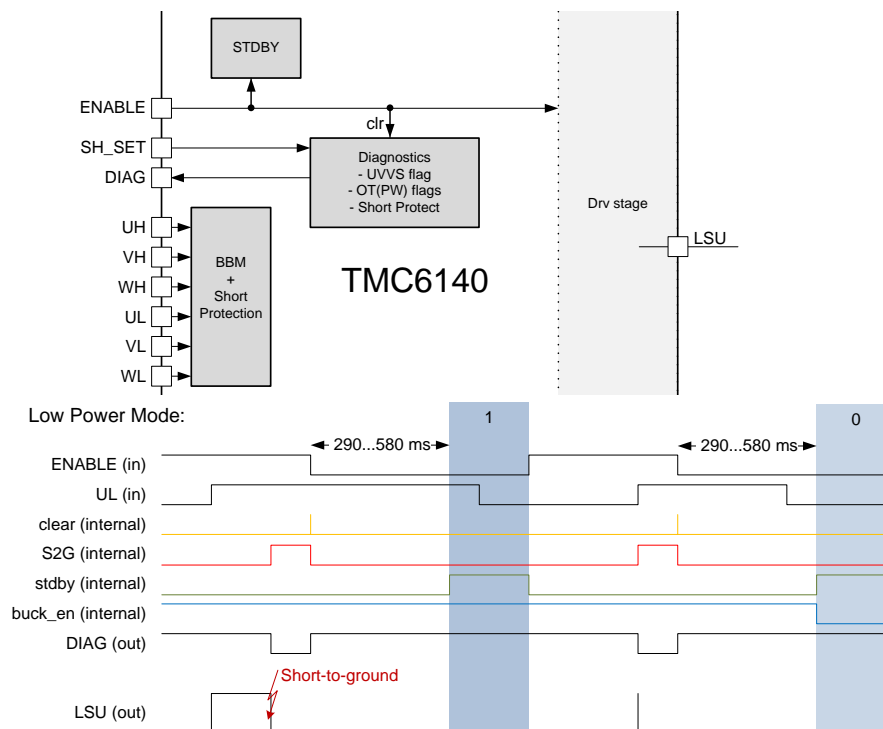 STDBY
ENABLE
clr
SH_SET
DIAG
Diagnostics
- UVVS flag
- OT(PW) flags
- Short Protect
Drv stage
LSU
UH
VH
WH
UL
VL
WL
BBM
+
Short
Protection
TMC6140
Low Power Mode:
1
0
290...580 ms
290...580 ms
ENABLE (in)
UL (in)
clear (internal)
S2G (internal)
stdby (internal)
buck_en (internal)
DIAG (out)
Short-to-ground
LSU (out)